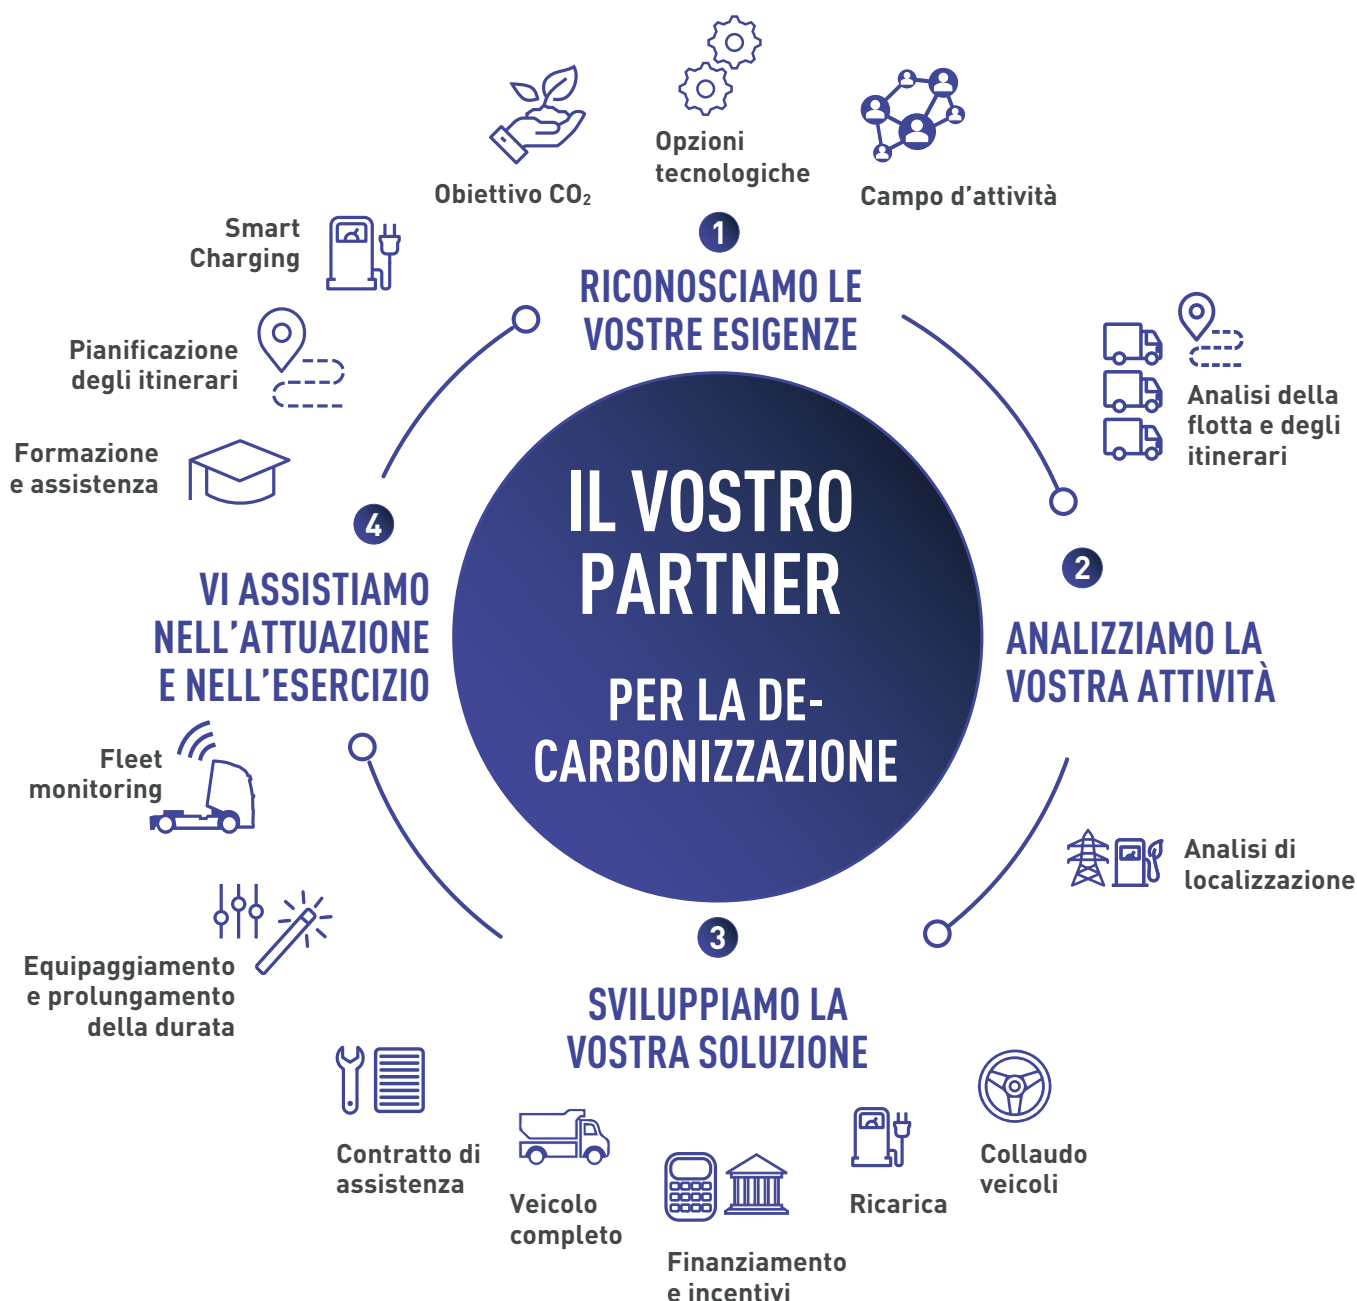 IL VOSTRO
PARTNER
PER LA DE-
CARBONIZZAZIONE
1
RICONOSCIAMO LE
VOSTRE ESIGENZE
Obiettivo CO₂
Opzioni
tecnologiche
Campo d'attività
2
ANALIZZIAMO LA
VOSTRA ATTIVITÀ
Analisi della
flotta e degli
itinerari
Analisi di
localizzazione
3
SVILUPPIAMO LA
VOSTRA SOLUZIONE
Collaudo
veicoli
Ricarica
Finanziamento
e incentivi
Veicolo
completo
Contratto di
assistenza
4
VI ASSISTIAMO
NELL'ATTUAZIONE
E NELL'ESERCIZIO
Equipaggiamento
e prolungamento
della durata
Fleet
monitoring
Formazione
e assistenza
Pianificazione
degli itinerari
Smart
Charging